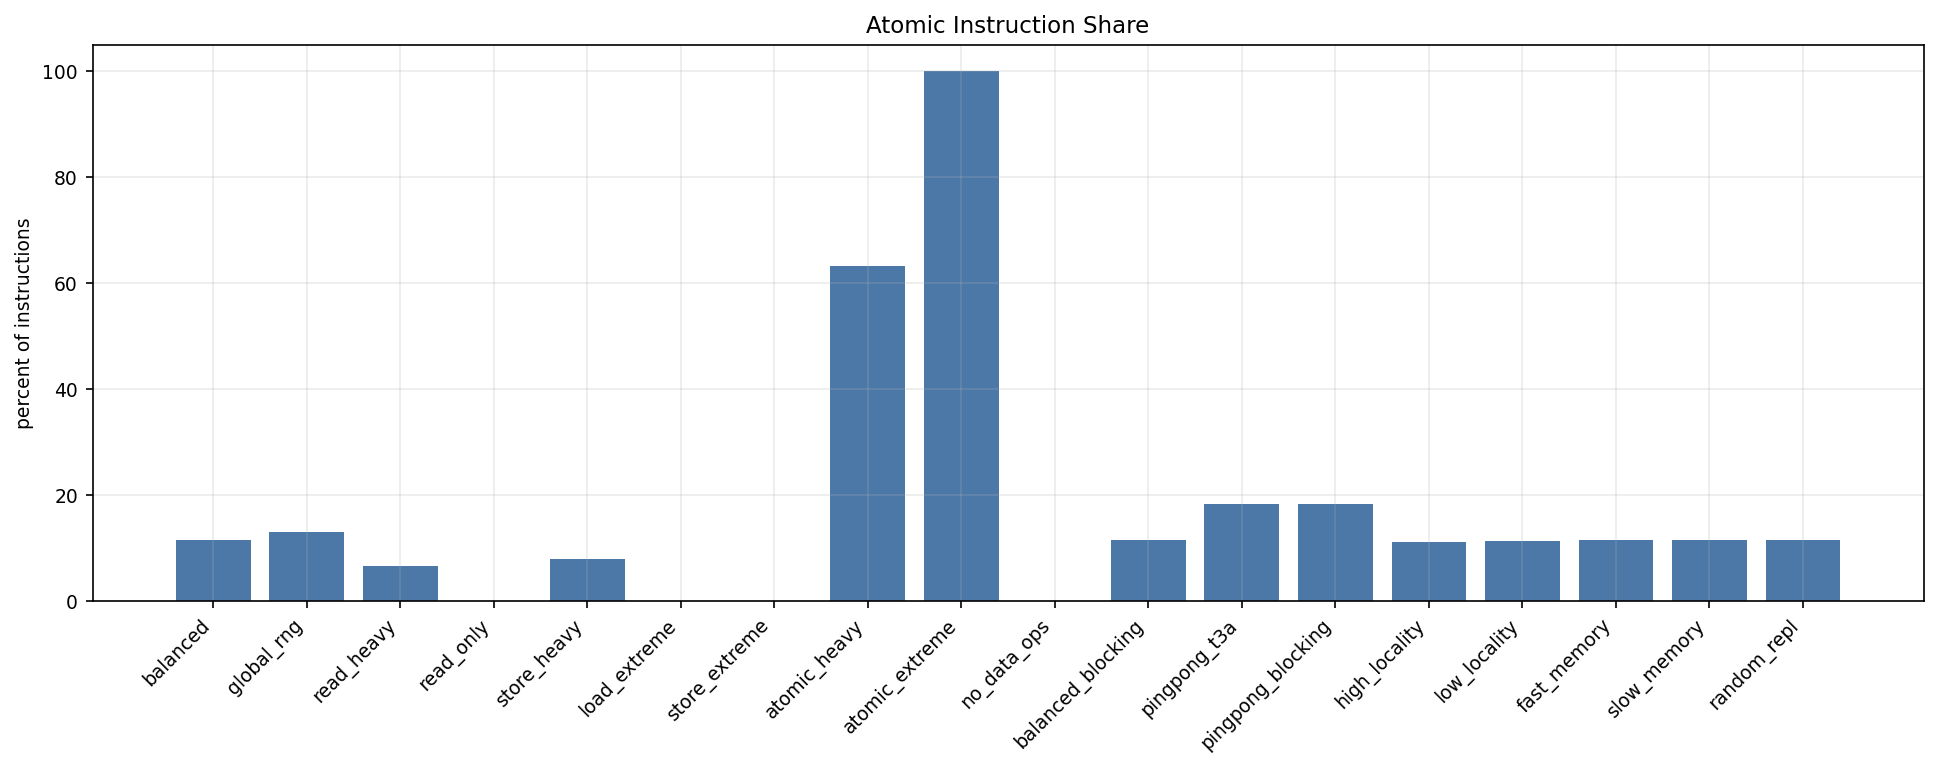 Atomic Instruction Share
percent of instructions
100
80
60
40
20
0
balanced
global_rng
read_heavy
read_only
store_heavy
load_extreme
store_extreme
atomic_heavy
atomic_extreme
no_data_ops
balanced_blocking
pingpong_t3a
pingpong_blocking
high_locality
low_locality
fast_memory
slow_memory
random_repl